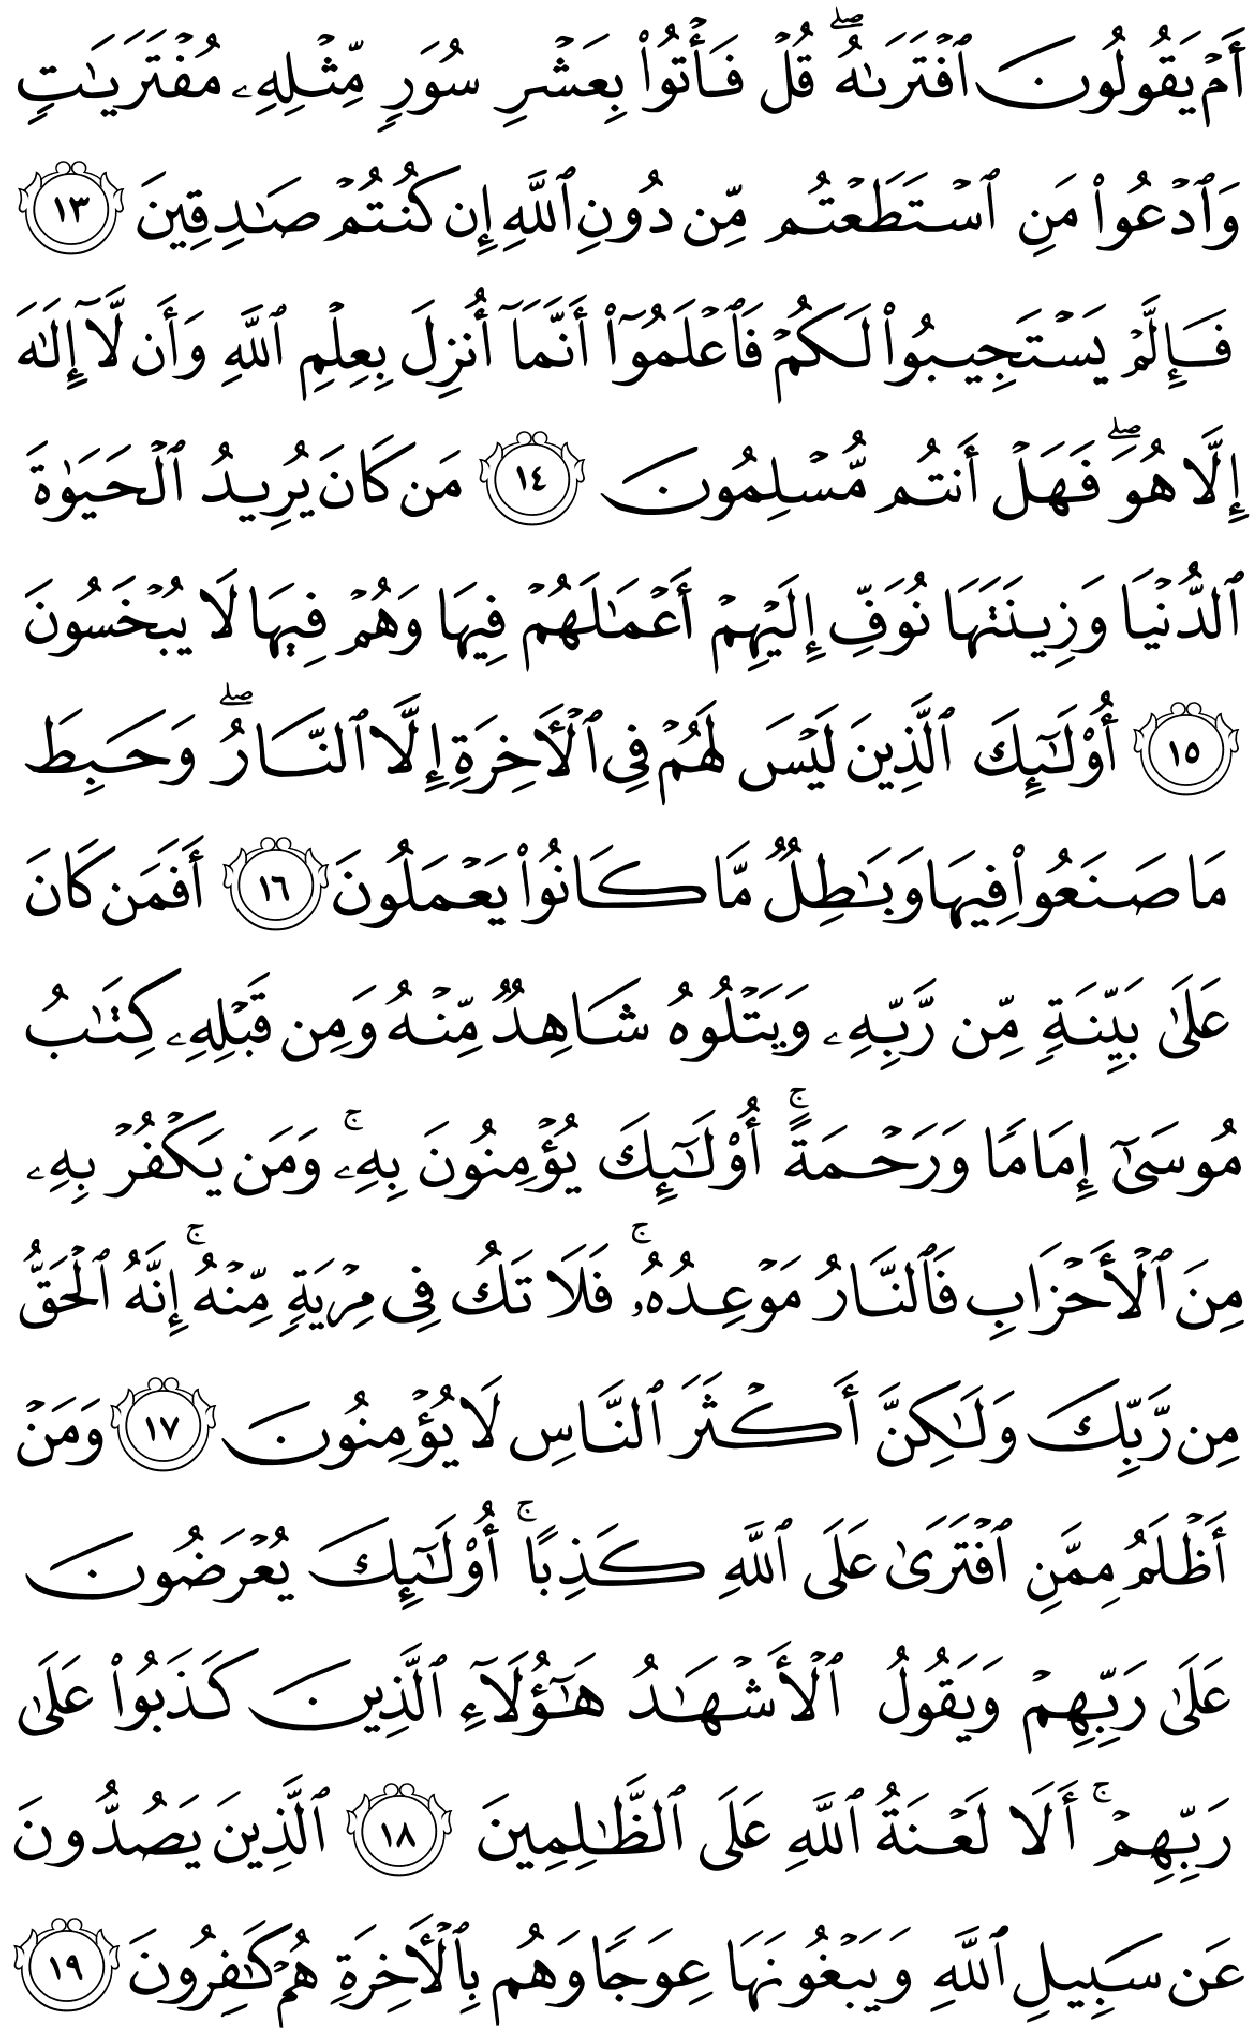 أَمْ يَقُولُونَ ٱفْتَرَىٰهُ ۖ قُلْ فَأْتُوا۟ بِعَشْرِ سُوَرٍ مِّثْلِهِۦ مُفْتَرَيَـٰتٍ
وَٱدْعُوا۟ مَنِ ٱسْتَطَعْتُم مِّن دُونِ ٱللَّهِ إِن كُنتُمْ صَـٰدِقِينَ ١٣
فَإِلَّمْ يَسْتَجِيبُوا۟ لَكُمْ فَٱعْلَمُوٓا۟ أَنَّمَآ أُنزِلَ بِعِلْمِ ٱللَّهِ وَأَن لَّآ إِلَـٰهَ
إِلَّا هُوَ ۖ فَهَلْ أَنتُم مُّسْلِمُونَ ١٤ مَن كَانَ يُرِيدُ ٱلْحَيَوٰةَ
ٱلدُّنْيَا وَزِينَتَهَا نُوَفِّ إِلَيْهِمْ أَعْمَـٰلَهُمْ فِيهَا وَهُمْ فِيهَا لَا يُبْخَسُونَ
١٥ أُو۟لَـٰٓئِكَ ٱلَّذِينَ لَيْسَ لَهُمْ فِى ٱلْـَٔاخِرَةِ إِلَّا ٱلنَّارُ ۖ وَحَبِطَ
مَا صَنَعُوا۟ فِيهَا وَبَـٰطِلٌ مَّا كَانُوا۟ يَعْمَلُونَ ١٦ أَفَمَن كَانَ
عَلَىٰ بَيِّنَةٍ مِّن رَّبِّهِۦ وَيَتْلُوهُ شَاهِدٌ مِّنْهُ وَمِن قَبْلِهِۦ كِتَـٰبُ
مُوسَىٰٓ إِمَامًا وَرَحْمَةً ۚ أُو۟لَـٰٓئِكَ يُؤْمِنُونَ بِهِۦ ۚ وَمَن يَكْفُرْ بِهِۦ
مِنَ ٱلْأَحْزَابِ فَٱلنَّارُ مَوْعِدُهُۥ ۚ فَلَا تَكُ فِى مِرْيَةٍ مِّنْهُ ۚ إِنَّهُ ٱلْحَقُّ
مِن رَّبِّكَ وَلَـٰكِنَّ أَكْثَرَ ٱلنَّاسِ لَا يُؤْمِنُونَ ١٧ وَمَنْ
أَظْلَمُ مِمَّنِ ٱفْتَرَىٰ عَلَى ٱللَّهِ كَذِبًا ۚ أُو۟لَـٰٓئِكَ يُعْرَضُونَ
عَلَىٰ رَبِّهِمْ وَيَقُولُ ٱلْأَشْهَـٰدُ هَـٰٓؤُلَآءِ ٱلَّذِينَ كَذَبُوا۟ عَلَىٰ
رَبِّهِمْ ۚ أَلَا لَعْنَةُ ٱللَّهِ عَلَى ٱلظَّـٰلِمِينَ ١٨ ٱلَّذِينَ يَصُدُّونَ
عَن سَبِيلِ ٱللَّهِ وَيَبْغُونَهَا عِوَجًا وَهُم بِٱلْـَٔاخِرَةِ هُمْ كَـٰفِرُونَ ١٩